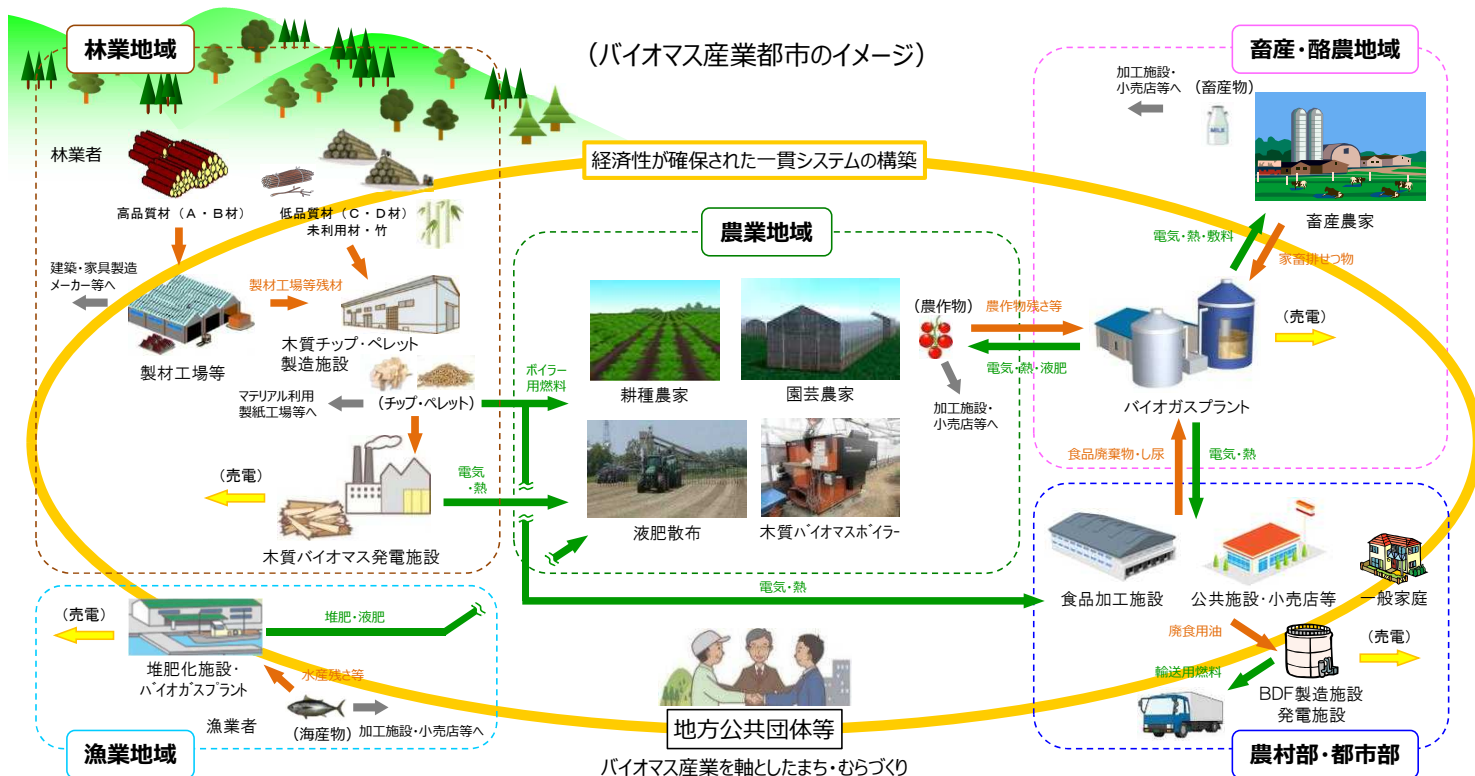 林業地域
(バイオマス産業都市のイメージ)
畜産・酪農地域
加工施設・
小売店等へ
(畜産物)
MILK
林業者
経済性が確保された一貫システムの構築
高品質材(A・B材)
低品質材(C・D材)
未利用材・竹
畜産農家
農業地域
電気・熱・敷料
家畜排せつ物
建築・家具製造
メーカー等へ
製材工場等残材
製材工場等
木質チップ・ペレット
製造施設
(農作物)
農作物残さ等
電気・熱・液肥
(売電)
ボイラー
用燃料
耕種農家
園芸農家
加工施設・
小売店等へ
バイオガスプラント
マテリアル利用
製紙工場等へ
(チップ・ペレット)
食品廃棄物・し尿
電気・熱
(売電)
電気
・熱
液肥散布
木質バイオマスボイラー
木質バイオマス発電施設
電気・熱
食品加工施設
公共施設・小売店等
一般家庭
(売電)
堆肥・液肥
堆肥化施設・
バイオガスプラント
水産残さ等
廃食用油
(売電)
輸送用燃料
BDF製造施設
発電施設
漁業者
(海産物)
加工施設・小売店等へ
地方公共団体等
漁業地域
農村部・都市部
バイオマス産業を軸としたまち・むらづくり